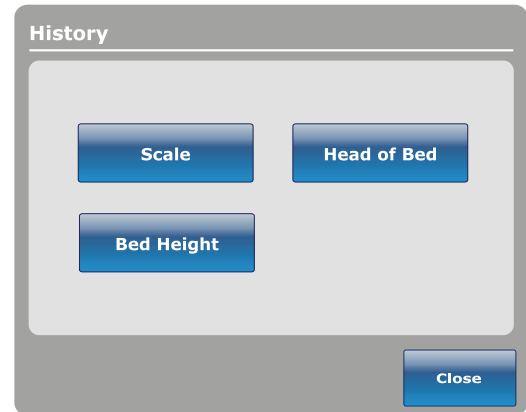 History
Scale
Head of Bed
Bed Height
Close